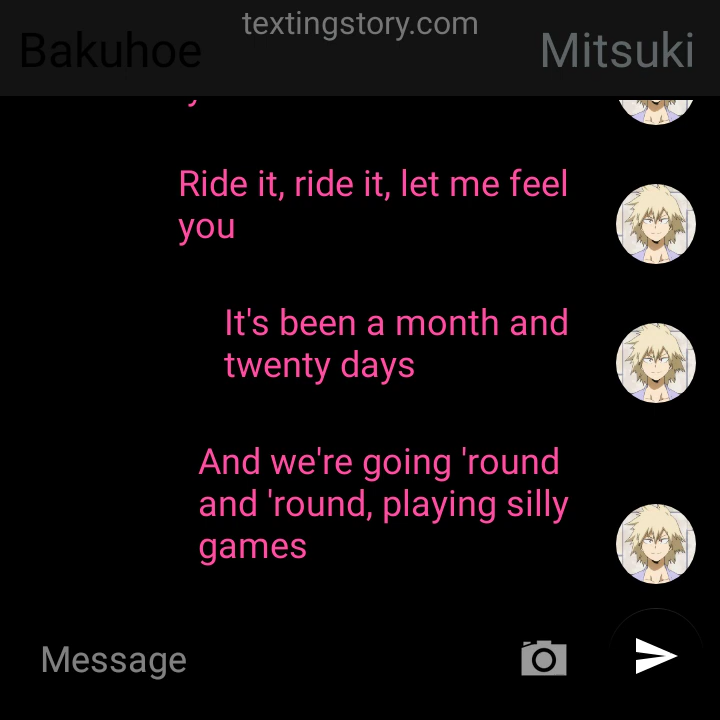 textingstory.com
Bakuhoe
Mitsuki
Ride it, ride it, let me feel
you
It's been a month and
twenty days
And we're going 'round
and 'round, playing silly
games
Message